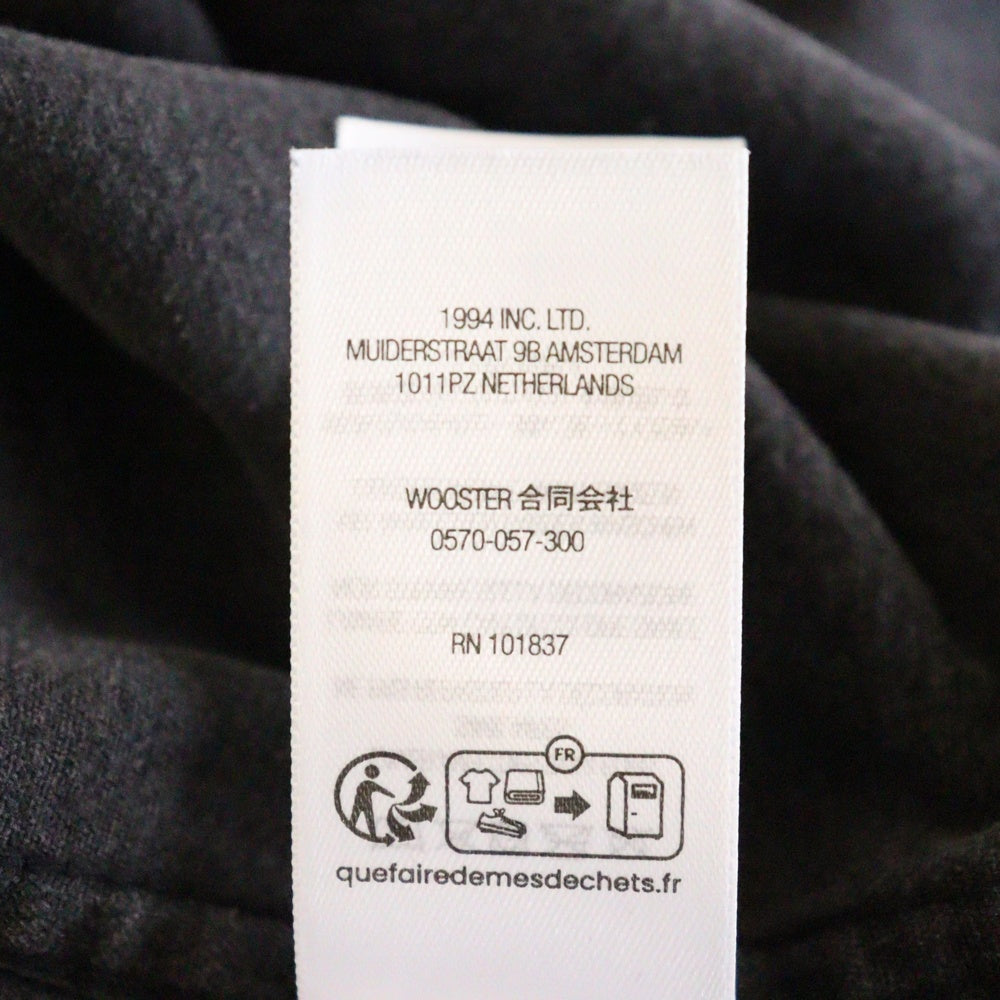 1994 INC. LTD.
MUIDERSTRAAT 9B AMSTERDAM
1011PZ NETHERLANDS
WOOSTER 合同会社
0570-057-300
RN 101837
FR
quefairedemesdechets.fr